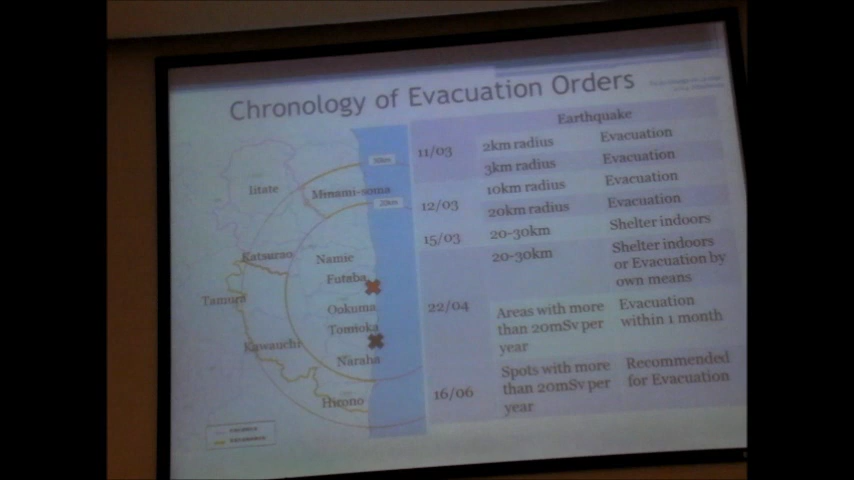 Chronology of Evacuation Orders
30km
Iitate
Minami-soma
20km
Katsurao
Namie
Futaba
Tamura
Ookuma
Tomioka
Kawauchi
Naraha
Hirono
Earthquake
11/03
2km radius
Evacuation
3km radius
Evacuation
12/03
10km radius
Evacuation
20km radius
Evacuation
15/03
20-30km
Shelter indoors
20-30km
Shelter indoors
or Evacuation by
own means
22/04
Areas with more
than 20mSv per
year
Evacuation
within 1 month
16/06
Spots with more
than 20mSv per
year
Recommended
for Evacuation